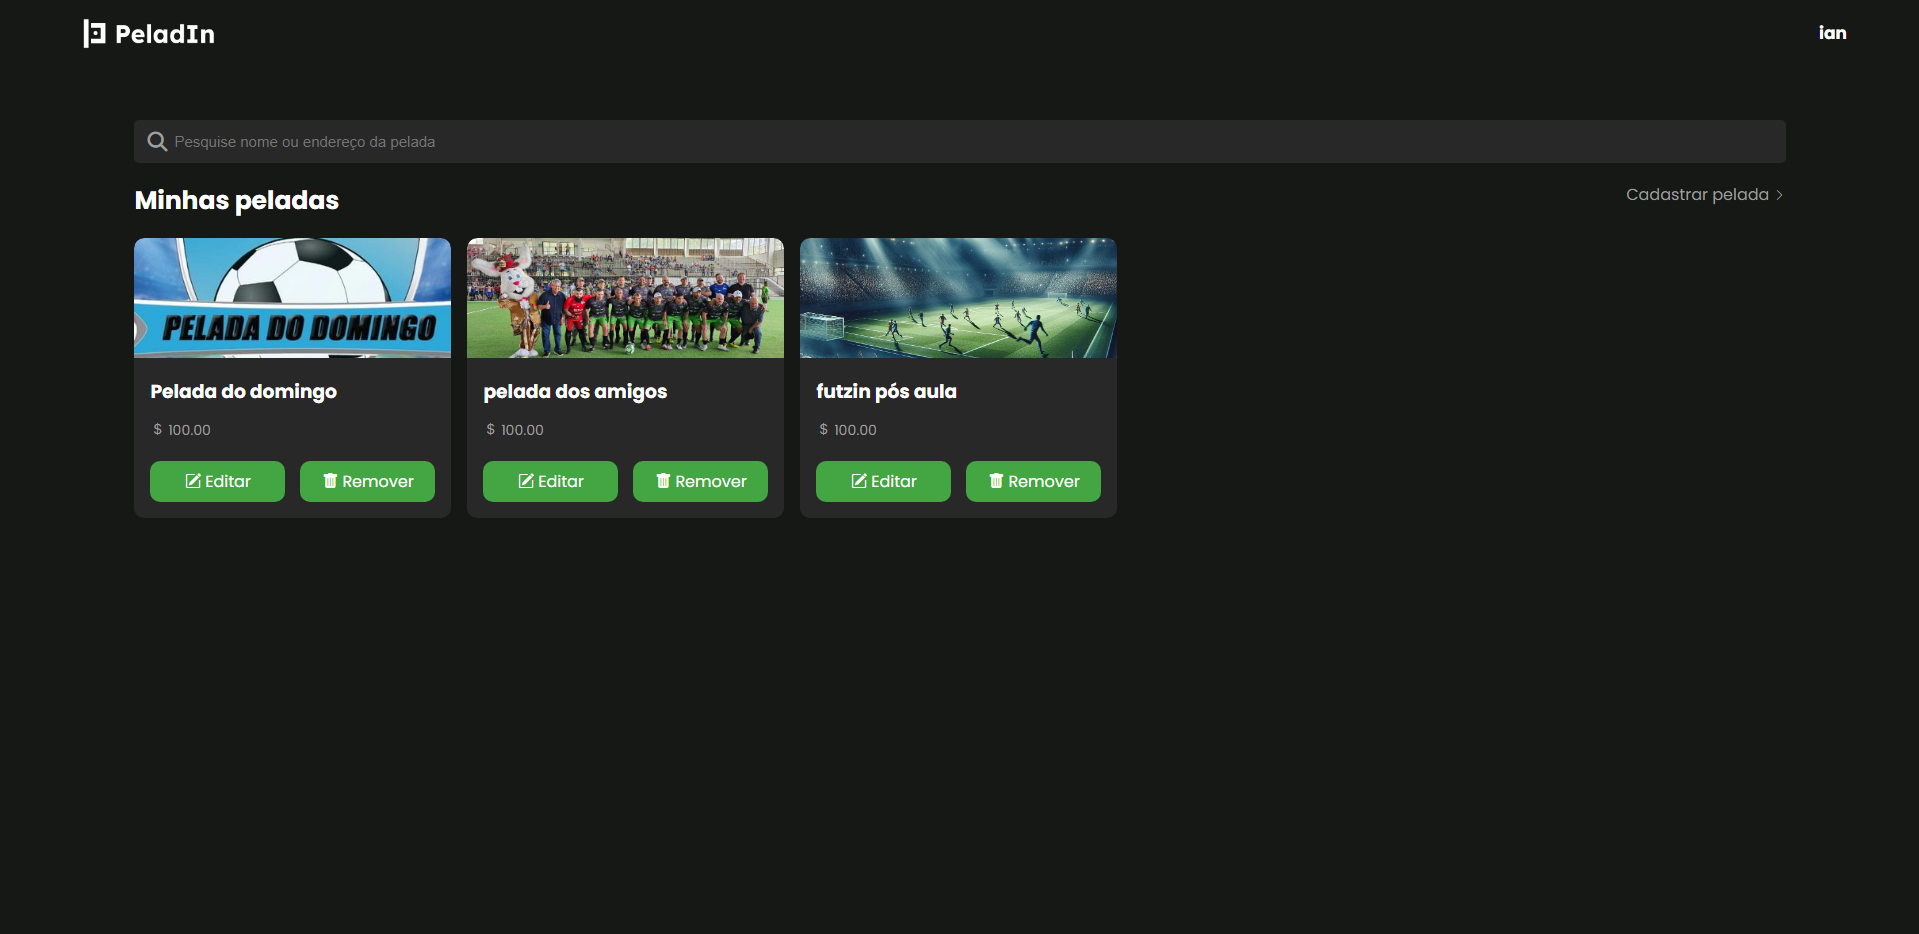 PeladIn
ian
Pesquise nome ou endereço da pelada
Minhas peladas
Cadastrar pelada >
PELADA DO DOMINGO
Pelada do domingo
$ 100.00
Editar
Remover
pelada dos amigos
$ 100.00
Editar
Remover
futzin pós aula
$ 100.00
Editar
Remover